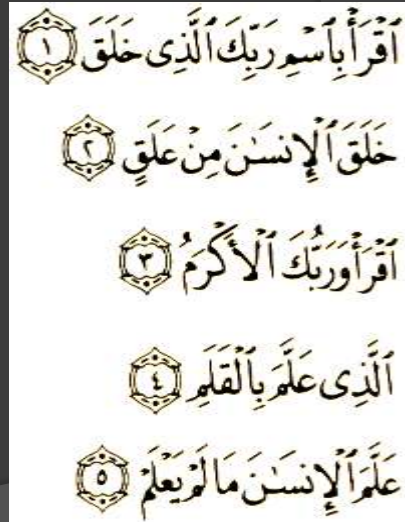 ٱقْرَأْ بِٱسْمِ رَبِّكَ ٱلَّذِى خَلَقَ ١
خَلَقَ ٱلْإِنسَٰنَ مِنْ عَلَقٍ ٢
ٱقْرَأْ وَرَبُّكَ ٱلْأَكْرَمُ ٣
ٱلَّذِى عَلَّمَ بِٱلْقَلَمِ ٤
عَلَّمَ ٱلْإِنسَٰنَ مَا لَمْ يَعْلَمْ ٥